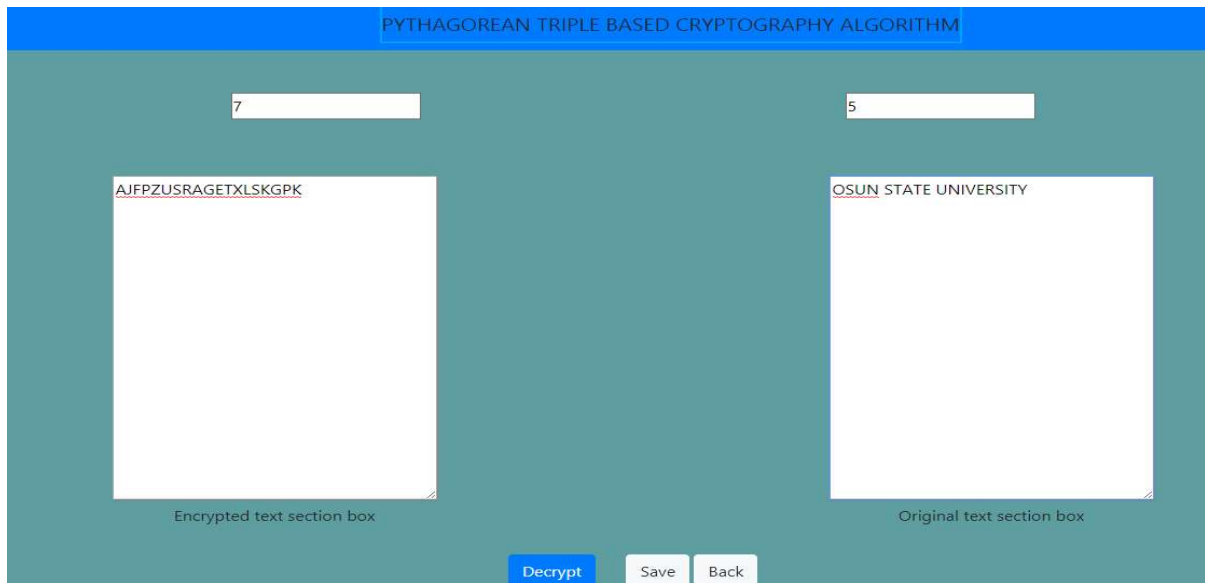 PYTHAGOREAN TRIPLE BASED CRYPTOGRAPHY ALGORITHM
7
5
AJFPZUSRAGETXLSKGPK
OSUN STATE UNIVERSITY
Encrypted text section box
Original text section box
Decrypt
Save
Back